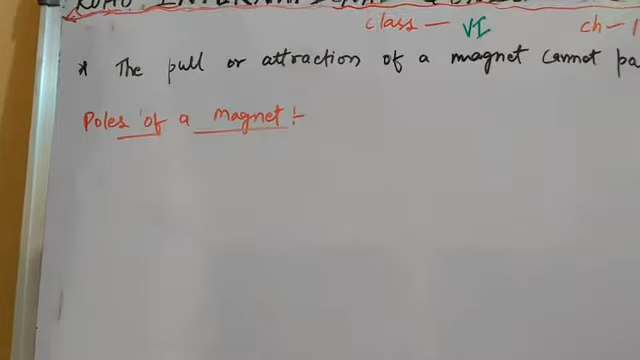 class - VI ch-1
* The pull or attraction of a magnet cannot pa
Poles of a magnet :-